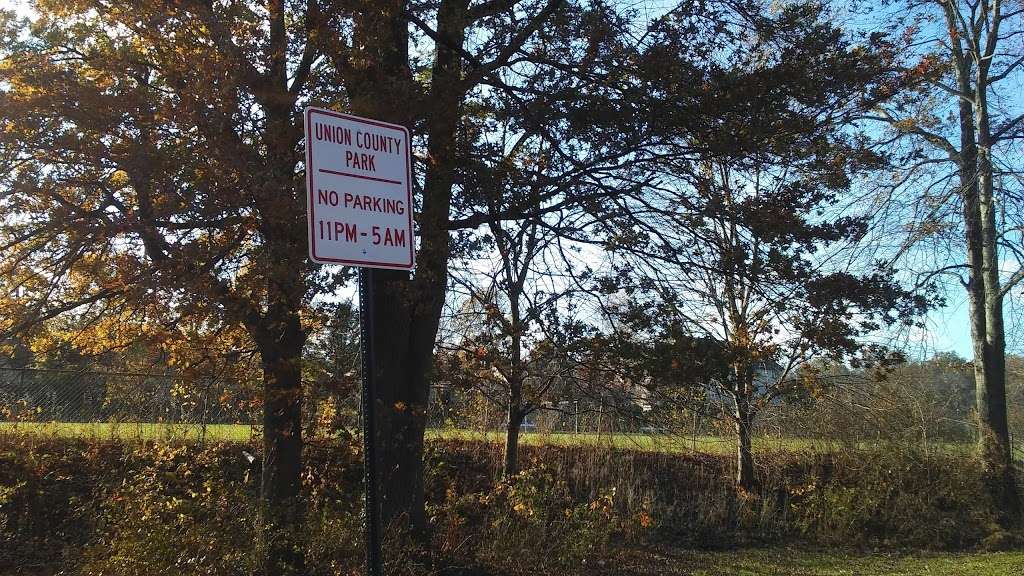 UNION COUNTY
PARK
NO PARKING
11PM - 5AM